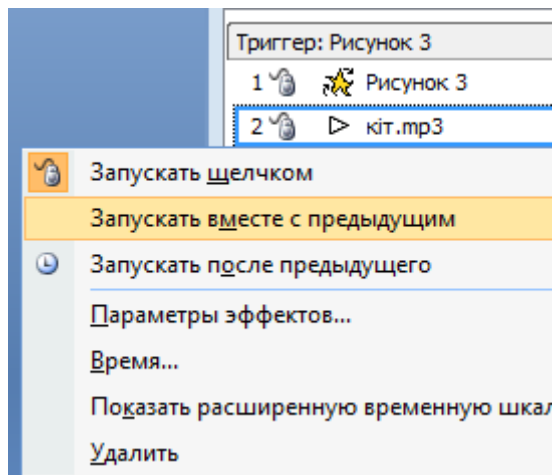 Триггер: Рисунок 3
1 Рисунок 3
2 кіт.mp3
Запускать щелчком
Запускать вместе с предыдущим
Запускать после предыдущего
Параметры эффектов...
Время...
Показать расширенную временную шкал
Удалить